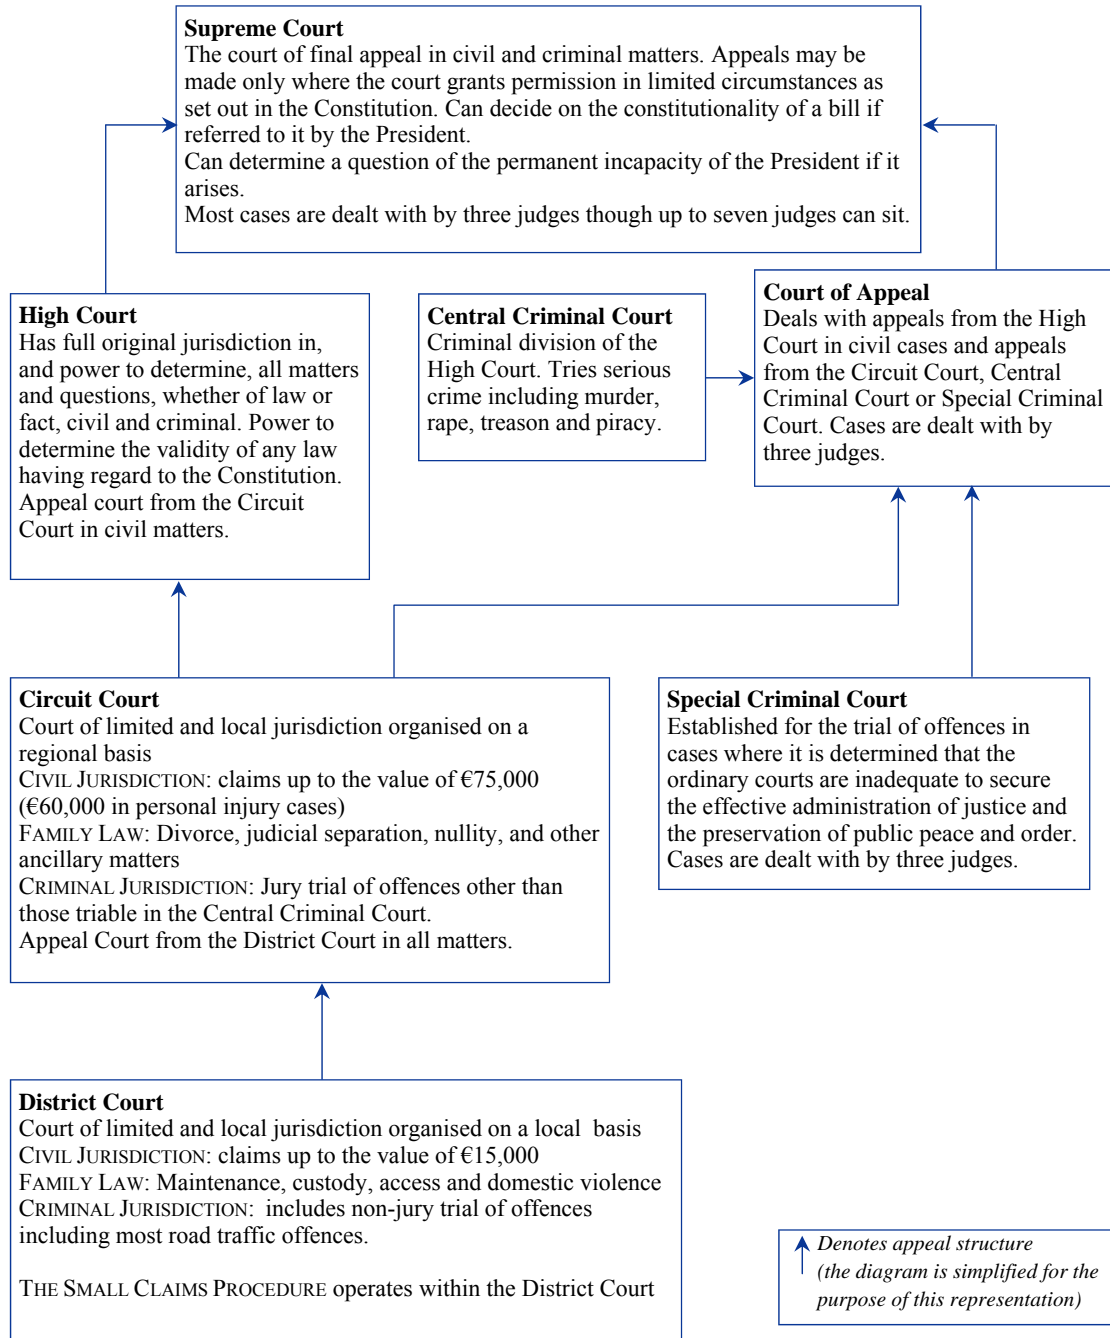 Supreme Court
The court of final appeal in civil and criminal matters. Appeals may be
made only where the court grants permission in limited circumstances as
set out in the Constitution. Can decide on the constitutionality of a bill if
referred to it by the President.
Can determine a question of the permanent incapacity of the President if it
arises.
Most cases are dealt with by three judges though up to seven judges can sit.
High Court
Has full original jurisdiction in,
and power to determine, all matters
and questions, whether of law or
fact, civil and criminal. Power to
determine the validity of any law
having regard to the Constitution.
Appeal court from the Circuit
Court in civil matters.
Central Criminal Court
Criminal division of the
High Court. Tries serious
crime including murder,
rape, treason and piracy.
Court of Appeal
Deals with appeals from the High
Court in civil cases and appeals
from the Circuit Court, Central
Criminal Court or Special Criminal
Court. Cases are dealt with by
three judges.
Circuit Court
Court of limited and local jurisdiction organised on a
regional basis
CIVIL JURISDICTION: claims up to the value of €75,000
(€60,000 in personal injury cases)
FAMILY LAW: Divorce, judicial separation, nullity, and other
ancillary matters
CRIMINAL JURISDICTION: Jury trial of offences other than
those triable in the Central Criminal Court.
Appeal Court from the District Court in all matters.
Special Criminal Court
Established for the trial of offences in
cases where it is determined that the
ordinary courts are inadequate to secure
the effective administration of justice and
the preservation of public peace and order.
Cases are dealt with by three judges.
District Court
Court of limited and local jurisdiction organised on a local basis
CIVIL JURISDICTION: claims up to the value of €15,000
FAMILY LAW: Maintenance, custody, access and domestic violence
CRIMINAL JURISDICTION: includes non-jury trial of offences
including most road traffic offences.
THE SMALL CLAIMS PROCEDURE operates within the District Court
Denotes appeal structure
(the diagram is simplified for the
purpose of this representation)